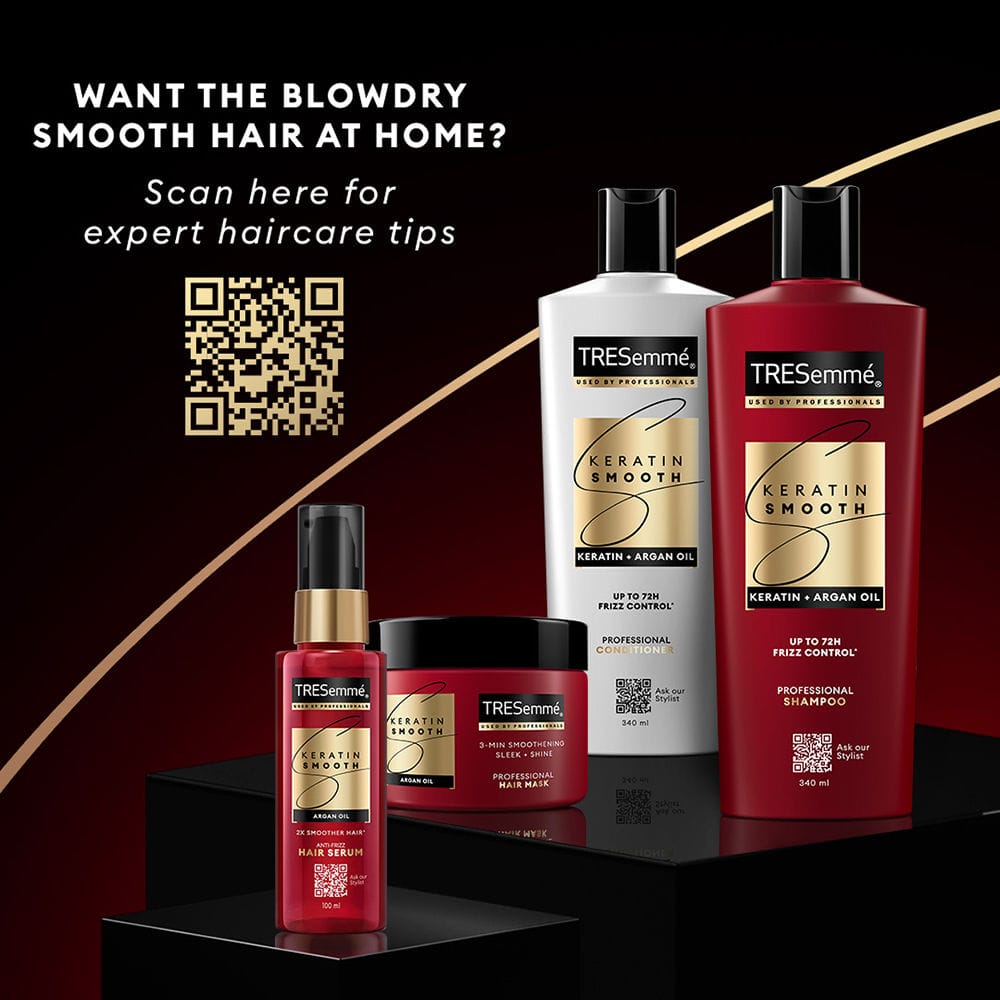 WANT THE BLOWDRY
SMOOTH HAIR AT HOME?
Scan here for
expert haircare tips
TRESemmé®
USED BY PROFESSIONALS
KERATIN
SMOOTH
KERATIN + ARGAN OIL
UP TO 72H
FRIZZ CONTROL*
PROFESSIONAL
CONDITIONER
Ask our
Stylist
340 ml
TRESemmé®
USED BY PROFESSIONALS
KERATIN
SMOOTH
KERATIN + ARGAN OIL
UP TO 72H
FRIZZ CONTROL*
PROFESSIONAL
SHAMPOO
Ask our
Stylist
340 ml
TRESemmé®
USED BY PROFESSIONALS
KERATIN
SMOOTH
ARGAN OIL
2X SMOOTHER HAIR*
ANTI-FRIZZ
HAIR SERUM
Ask our
Stylist
100 ml
KERATIN
SMOOTH
ARGAN OIL
TRESemmé®
USED BY PROFESSIONALS
3-MIN SMOOTHENING
SLEEK + SHINE
PROFESSIONAL
HAIR MASK